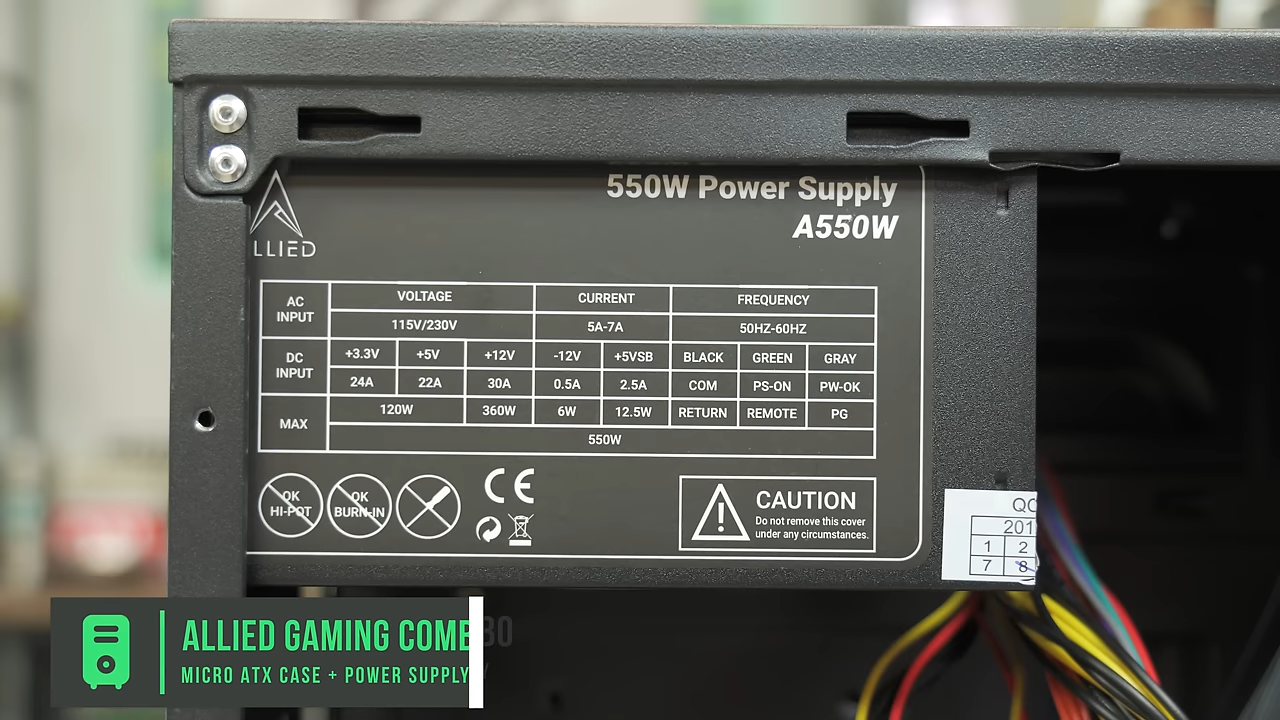 550W Power Supply
A550W
LLIED
AC INPUT VOLTAGE CURRENT FREQUENCY
115V/230V 5A-7A 50HZ-60HZ
DC INPUT +3.3V +5V +12V -12V +5VSB BLACK GREEN GRAY
24A 22A 30A 0.5A 2.5A COM PS-ON PW-OK
MAX 120W 360W 6W 12.5W RETURN REMOTE PG
550W
OK HI-POT
OK BURN-IN
CE
CAUTION
Do not remove this cover
under any circumstances.
QC
201
1 2
7 8
ALLIED GAMING COMBO
MICRO ATX CASE + POWER SUPPLY